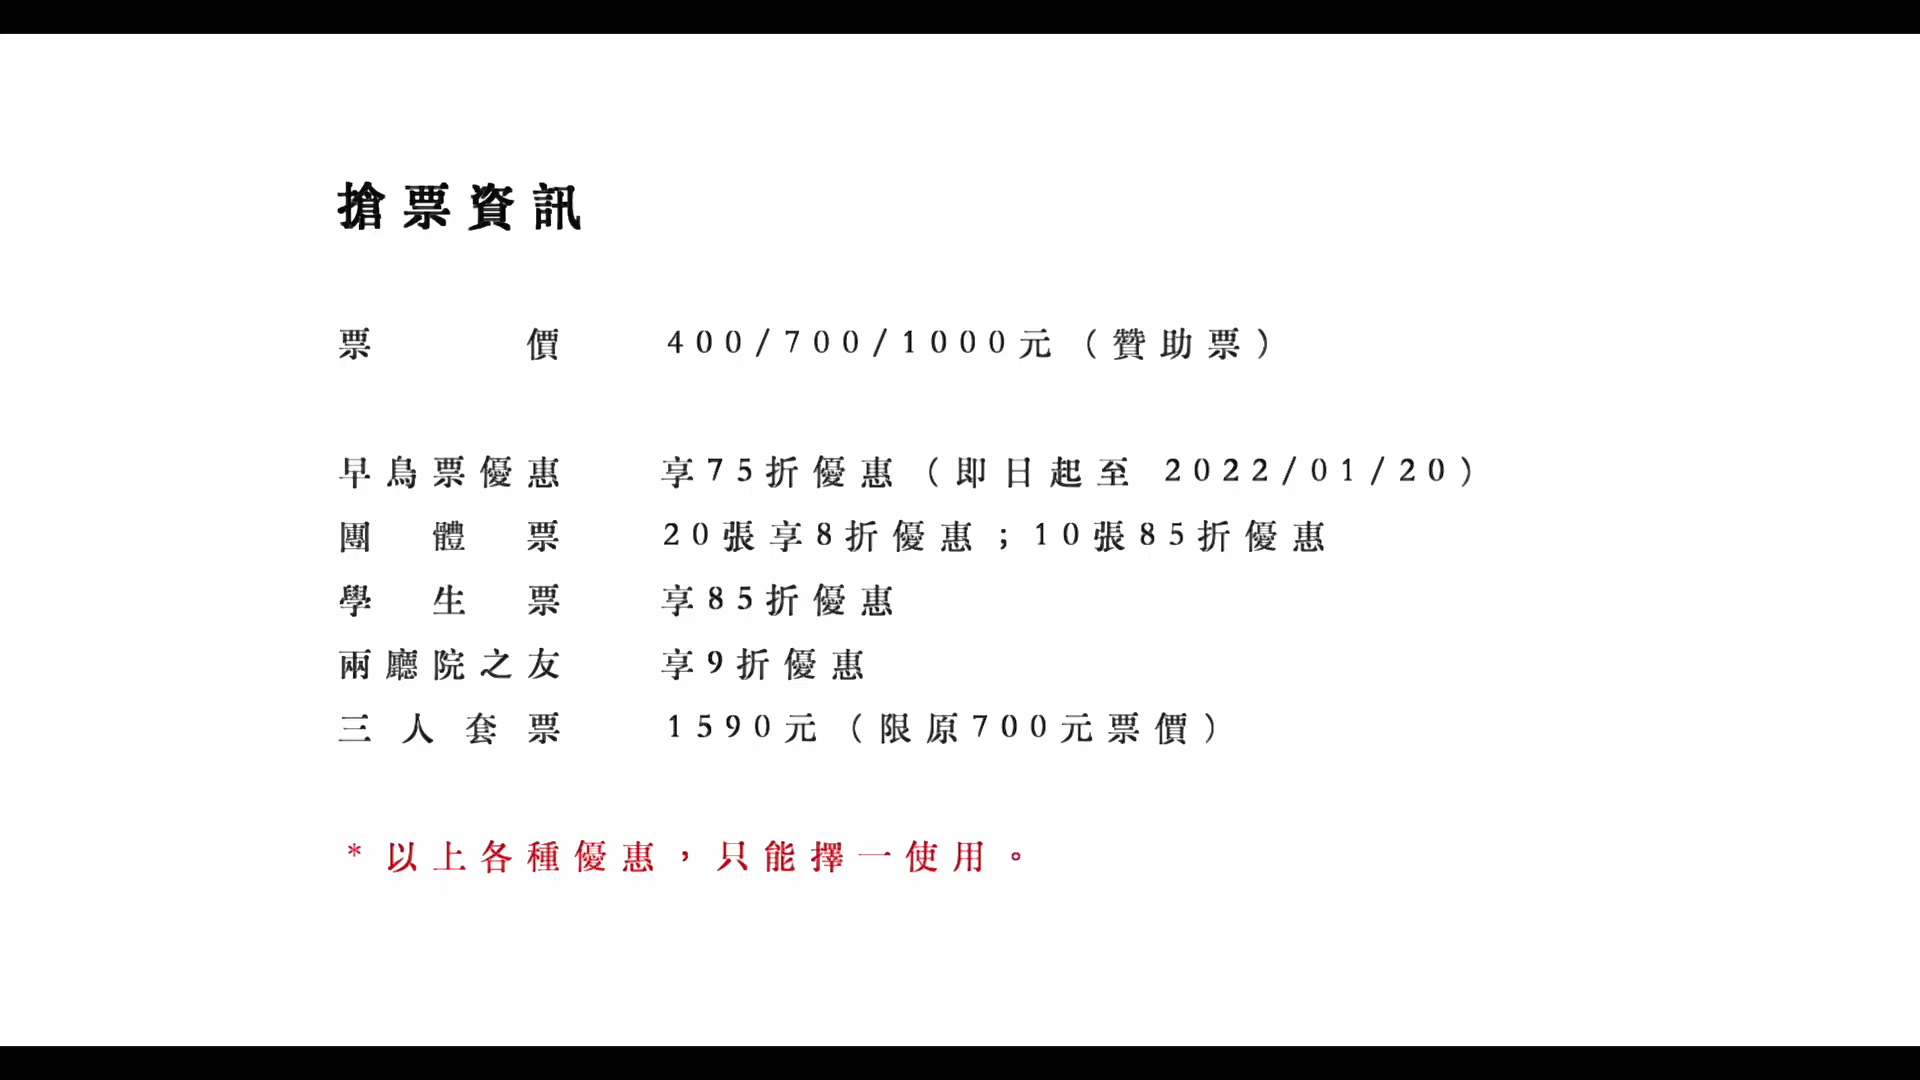 搶票資訊
票價 400/700/1000元（贊助票）
早鳥票優惠 享75折優惠（即日起至 2022/01/20）
團體票 20張享8折優惠；10張85折優惠
學生票 享85折優惠
兩廳院之友 享9折優惠
三人套票 1590元（限原700元票價）
* 以上各種優惠，只能擇一使用。